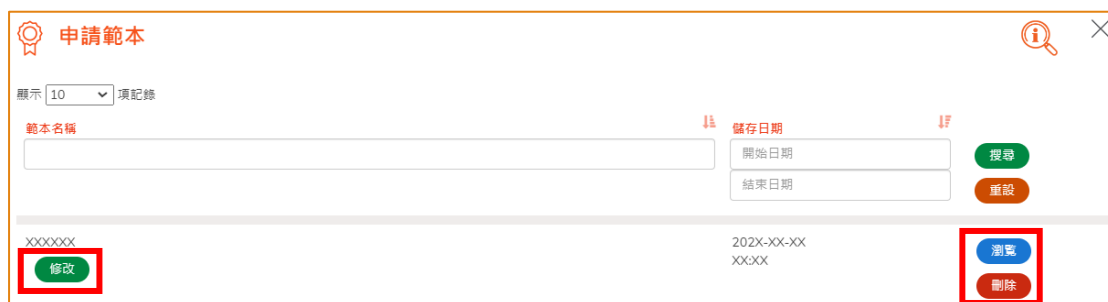 申請範本
顯示 10 項記錄
範本名稱
儲存日期
開始日期
結束日期
搜尋
重設
XXXXXX
修改
202X-XX-XX
XX:XX
瀏覽
刪除